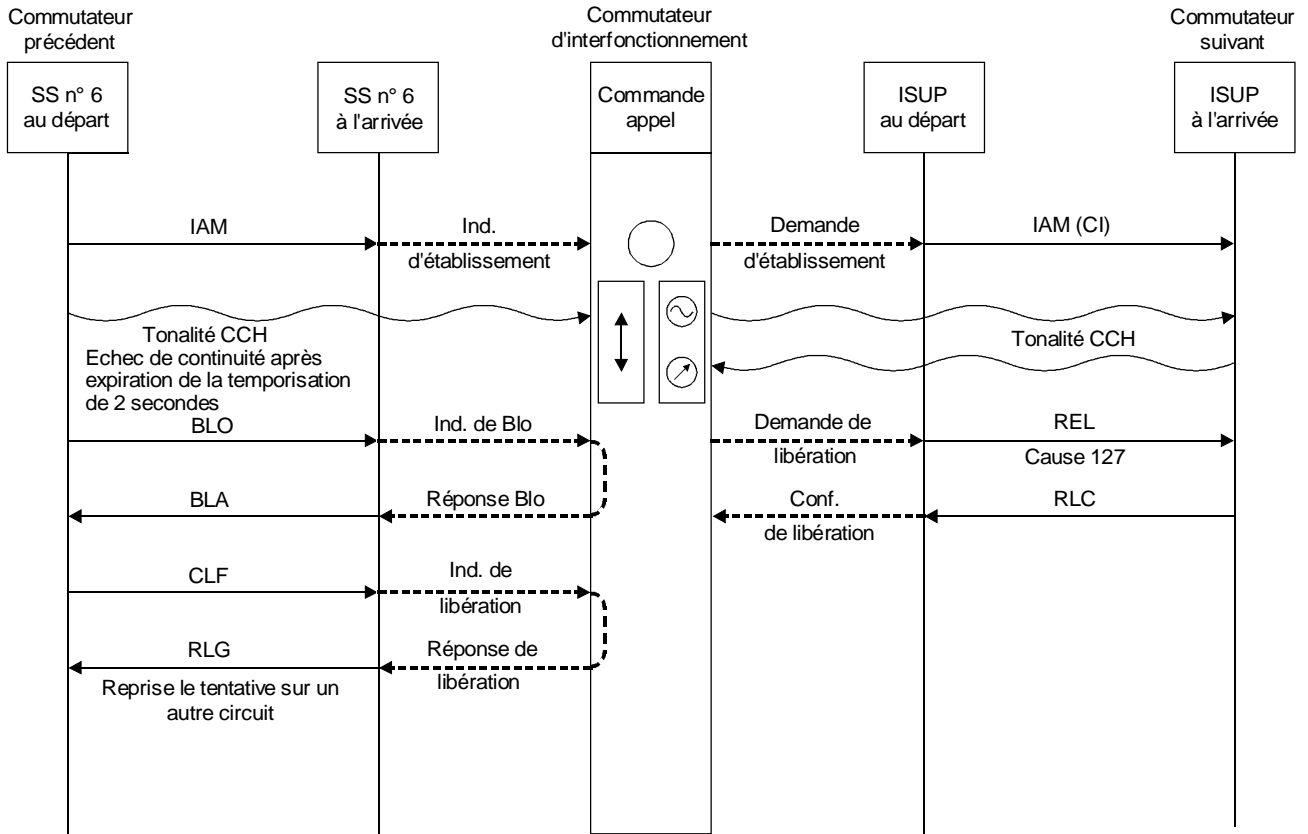 Commutateur
précédent
Commutateur
d'interfonctionnement
Commutateur
suivant
SS n° 6
au départ
SS n° 6
à l'arrivée
Commande
appel
ISUP
au départ
ISUP
à l'arrivée
IAM
Ind.
d'établissement
Demande
d'établissement
IAM (CI)
Tonalité CCH
Echec de continuité après
expiration de la temporisation
de 2 secondes
Tonalité CCH
BLO
Ind. de Blo
Demande de
libération
REL
Cause 127
BLA
Réponse Blo
Conf.
de libération
RLC
CLF
Ind. de
libération
RLG
Réponse de
libération
Reprise le tentative sur un
autre circuit